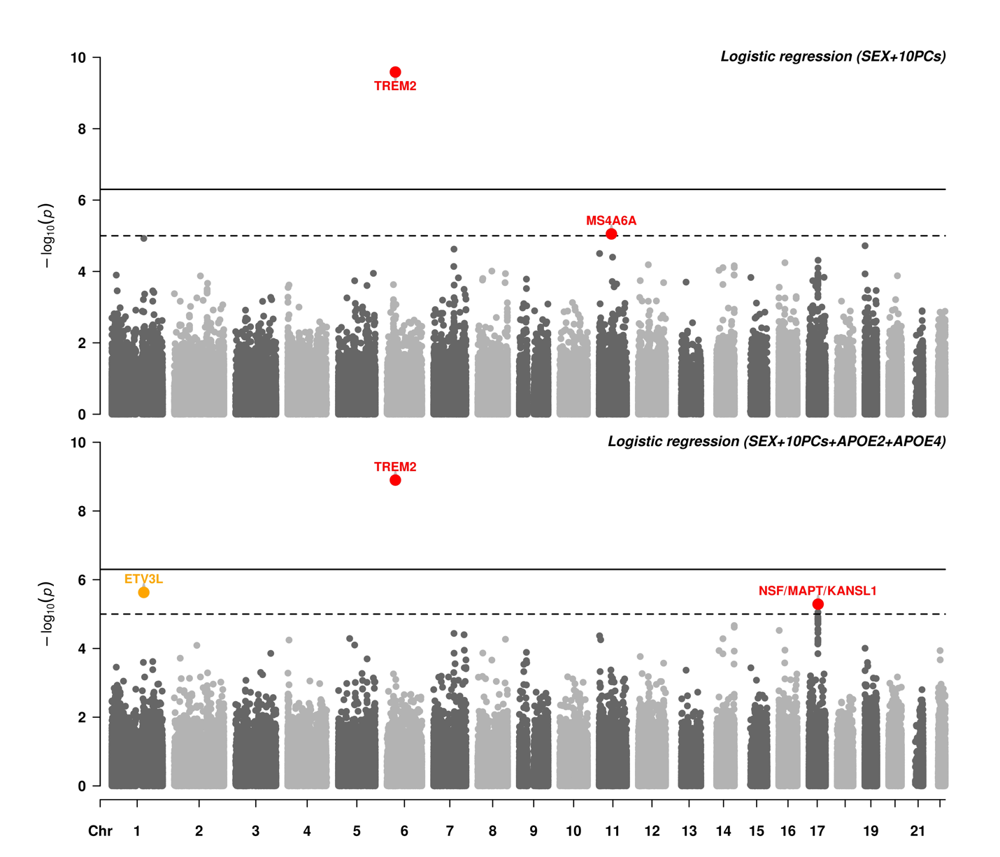 Logistic regression (SEX+10PCs)
10
8
6
4
2
0
− log10(p)
TREM2
MS4A6A
Logistic regression (SEX+10PCs+APOE2+APOE4)
10
8
6
4
2
0
− log10(p)
TREM2
ETV3L
NSF/MAPT/KANSL1
Chr 1 2 3 4 5 6 7 8 9 10 11 12 13 14 15 16 17 19 21